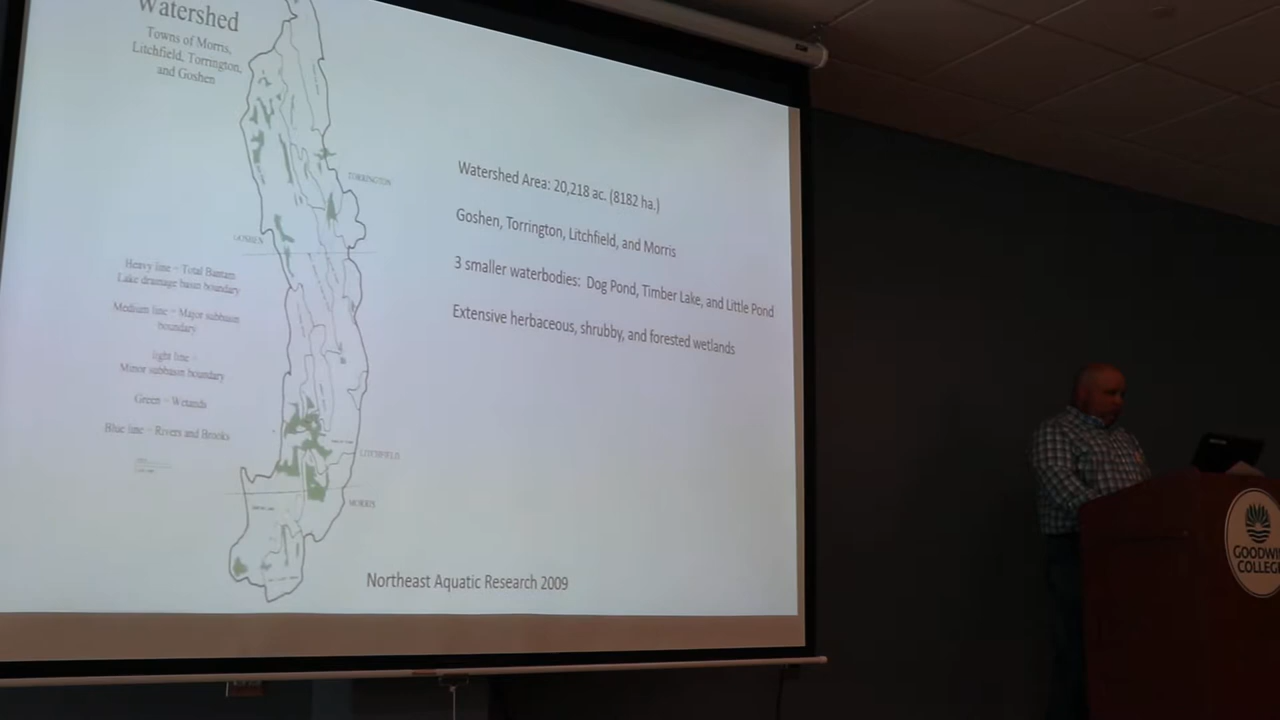 Watershed
Towns of Morris,
Litchfield, Torrington,
and Goshen
TORRINGTON
GOSHEN
Heavy line = Total Bantam
Lake drainage basin boundary
Medium line = Major subbasin
boundary
light line =
Minor subbasin boundary
Green = Wetands
Blue line = Rivers and Brooks
LITCHFIELD
MORRIS
Watershed Area: 20,218 ac. (8182 ha.)
Goshen, Torrington, Litchfield, and Morris
3 smaller waterbodies: Dog Pond, Timber Lake, and Little Pond
Extensive herbaceous, shrubby, and forested wetlands
Northeast Aquatic Research 2009
GOODWIN
COLLEGE